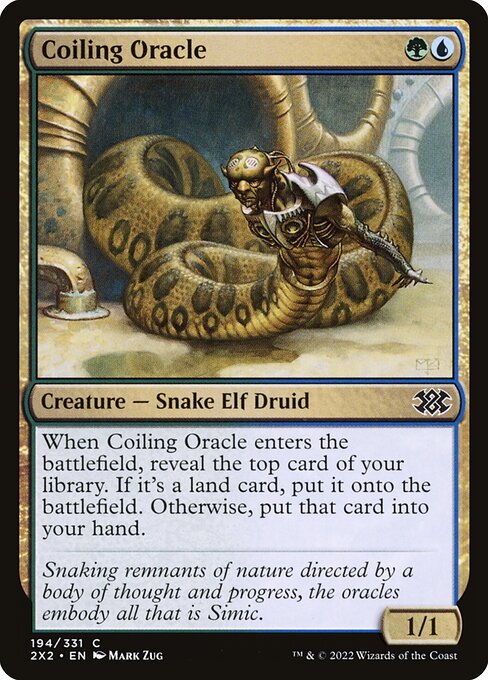 Coiling Oracle
Creature — Snake Elf Druid
When Coiling Oracle enters the
battlefield, reveal the top card of your
library. If it's a land card, put it onto the
battlefield. Otherwise, put that card into
your hand.
Snaking remnants of nature directed by a
body of thought and progress, the oracles
embody all that is Simic.
1/1
194/331 C
2X2 • EN Mark Zug
™ & © 2022 Wizards of the Coast